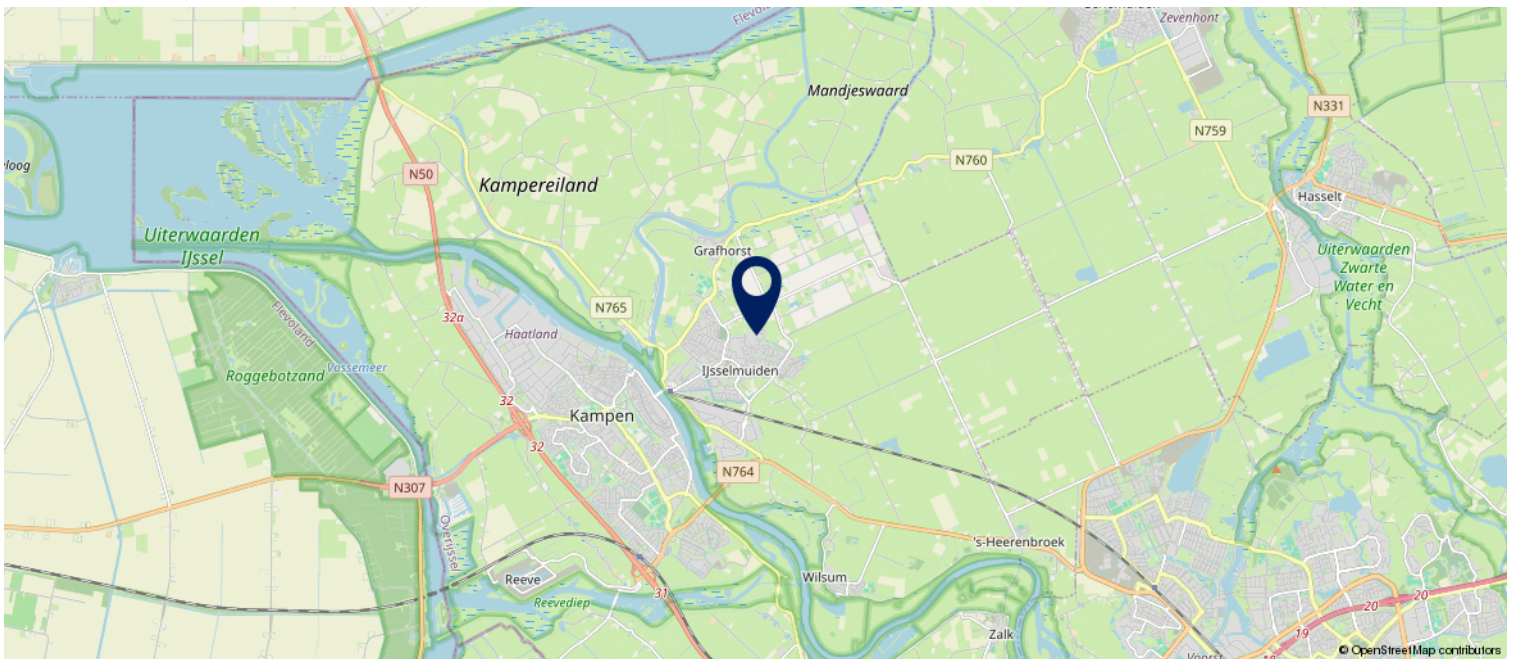 Flevo
Zevenhont
Mandjeswaard
N331
N759
N760
N50
Kampereiland
Hasselt
Uiterwaarden
IJssel
Grafhorst
Uiterwaarden
Zwarte
Water en
Vecht
N765
32a
Haatland
Flevoland
Vossemeer
Roggebotzand
IJsselmuiden
32
Kampen
32
N764
N307
Overijssel
's-Heerenbroek
Reeve
Wilsum
31
Reevediep
20
20
19
Zalk
18
© OpenStreetMap contributors